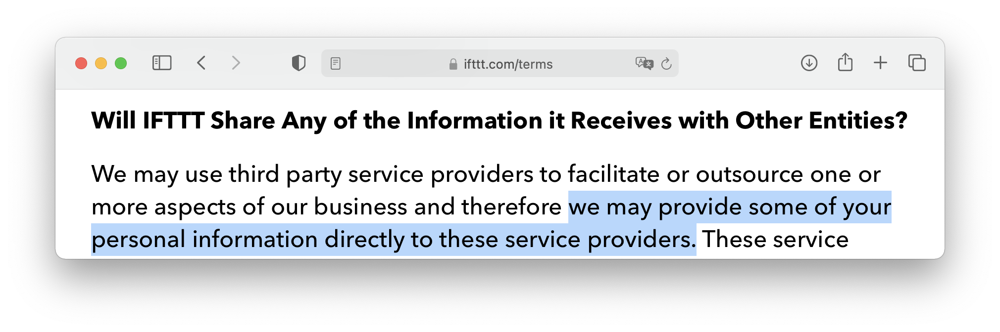 ifttt.com/terms
Will IFTTT Share Any of the Information it Receives with Other Entities?
We may use third party service providers to facilitate or outsource one or
more aspects of our business and therefore we may provide some of your
personal information directly to these service providers. These service